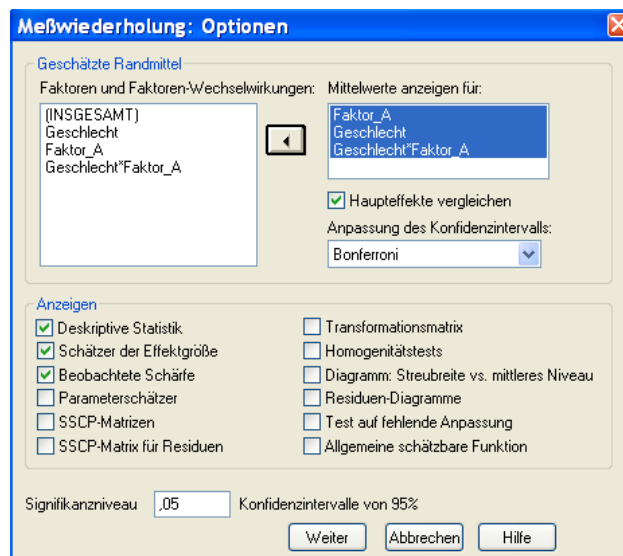 Meßwiederholung: Optionen
Geschätzte Randmittel
Faktoren und Faktoren-Wechselwirkungen:
(INSGESAMT)
Geschlecht
Faktor_A
Geschlecht*Faktor_A
Mittelwerte anzeigen für:
Faktor_A
Geschlecht
Geschlecht*Faktor_A
Haupteffekte vergleichen
Anpassung des Konfidenzintervalls:
Bonferroni
Anzeigen
Deskriptive Statistik
Schätzer der Effektgröße
Beobachtete Schärfe
Parameterschätzer
SSCP-Matrizen
SSCP-Matrix für Residuen
Transformationsmatrix
Homogenitätstests
Diagramm: Streubreite vs. mittleres Niveau
Residuen-Diagramme
Test auf fehlende Anpassung
Allgemeine schätzbare Funktion
Signifikanzniveau ,05 Konfidenzintervalle von 95%
Weiter Abbrechen Hilfe